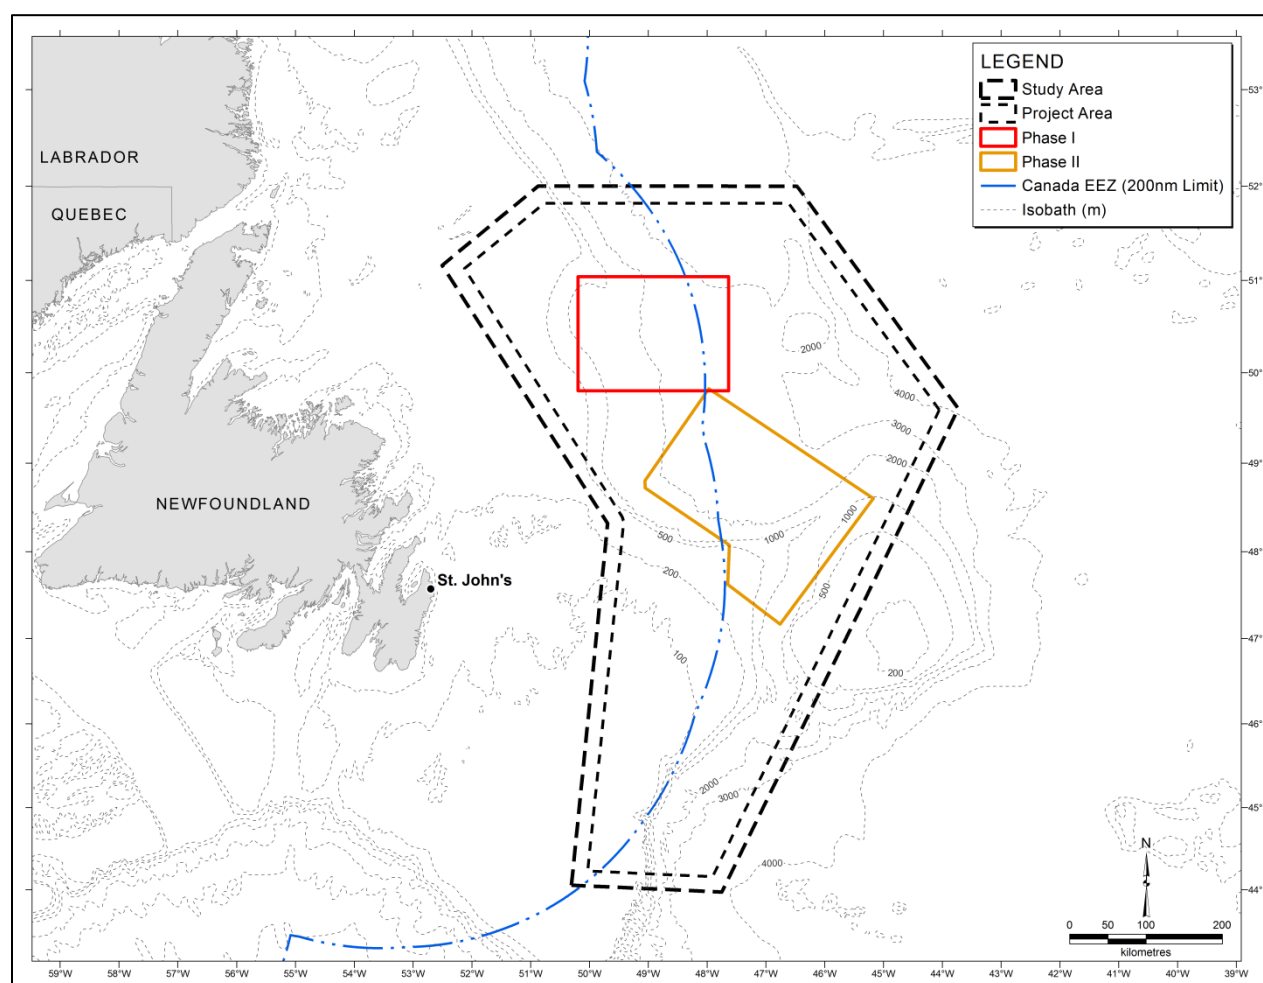 LEGEND
Study Area
Project Area
Phase I
Phase II
Canada EEZ (200nm Limit)
Isobath (m)
LABRADOR
QUEBEC
NEWFOUNDLAND
St. John's
2000
4000
3000
2000
1000
1000
500
500
200
100
200
2000
3000
4000
53°
52°
51°
50°
49°
48°
47°
46°
45°
44°
N
0 50 100 200
kilometres
59°W 58°W 57°W 56°W 55°W 54°W 53°W 52°W 51°W 50°W 49°W 48°W 47°W 46°W 45°W 44°W 43°W 42°W 41°W 40°W 39°W